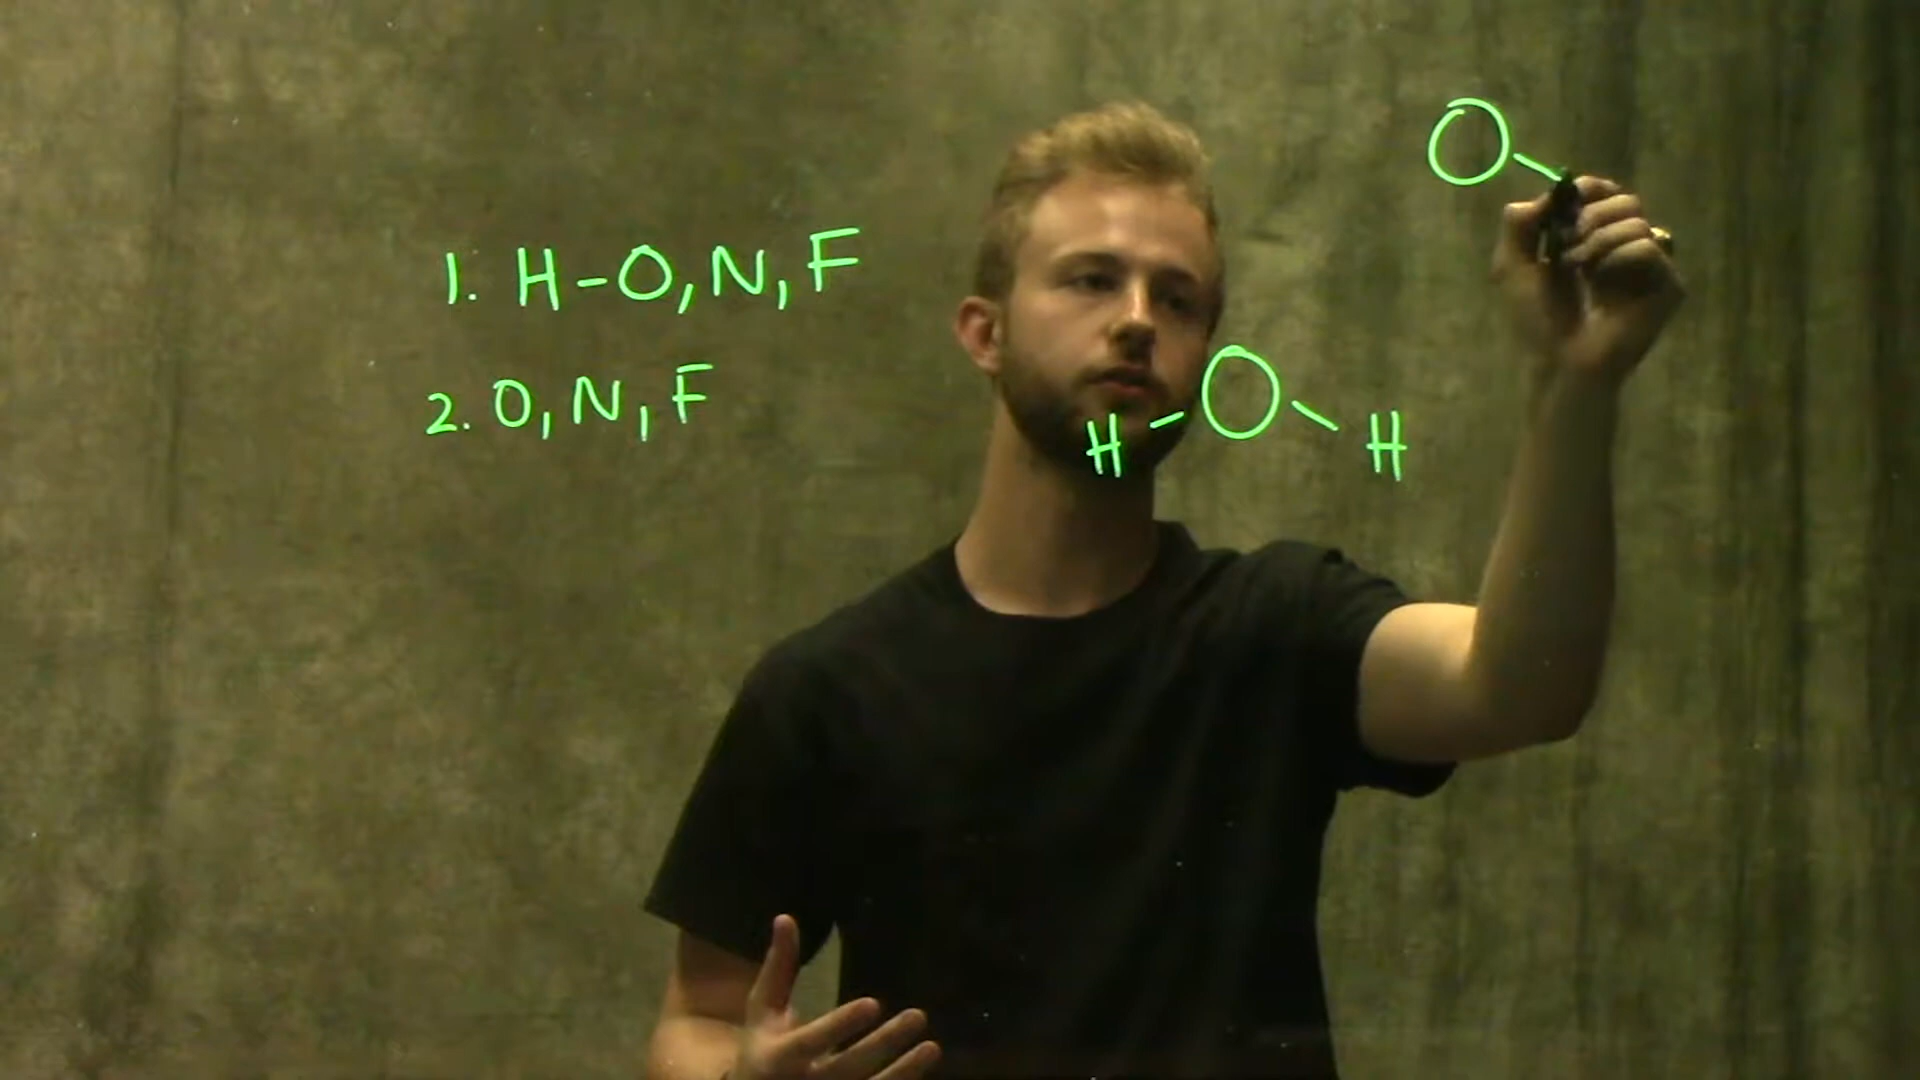 1. H-O, N, F
2. O, N, F
O
H - O - H